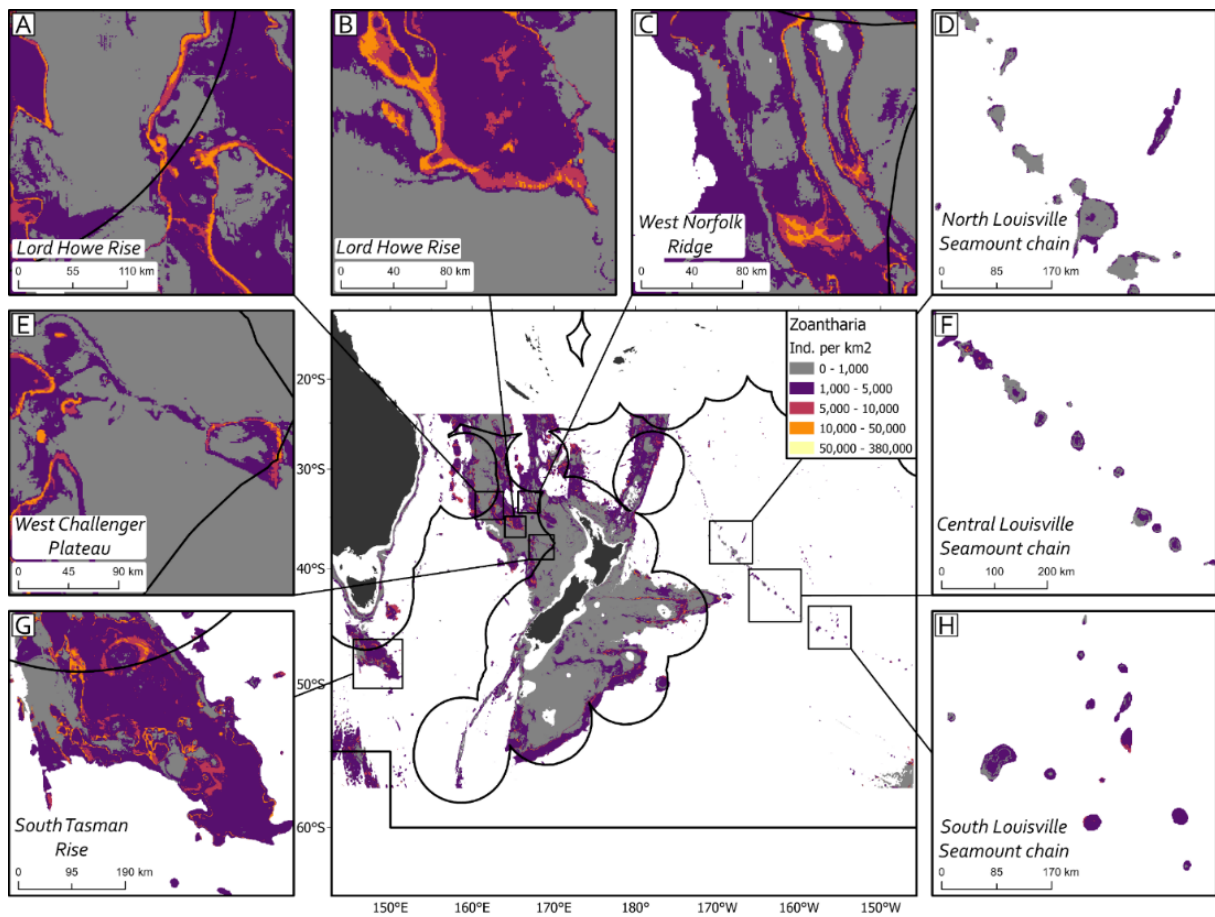 A
Lord Howe Rise
0 55 110 km
B
Lord Howe Rise
0 40 80 km
C
West Norfolk
Ridge
0 40 80 km
D
North Louisville
Seamount chain
0 85 170 km
E
West Challenger
Plateau
0 45 90 km
Zoantharia
Ind. per km2
0 - 1,000
1,000 - 5,000
5,000 - 10,000
10,000 - 50,000
50,000 - 380,000
20°S
30°S
40°S
50°S
60°S
150°E 160°E 170°E 180° 170°W 160°W 150°W
F
Central Louisville
Seamount chain
0 100 200 km
G
South Tasman
Rise
0 95 190 km
H
South Louisville
Seamount chain
0 85 170 km